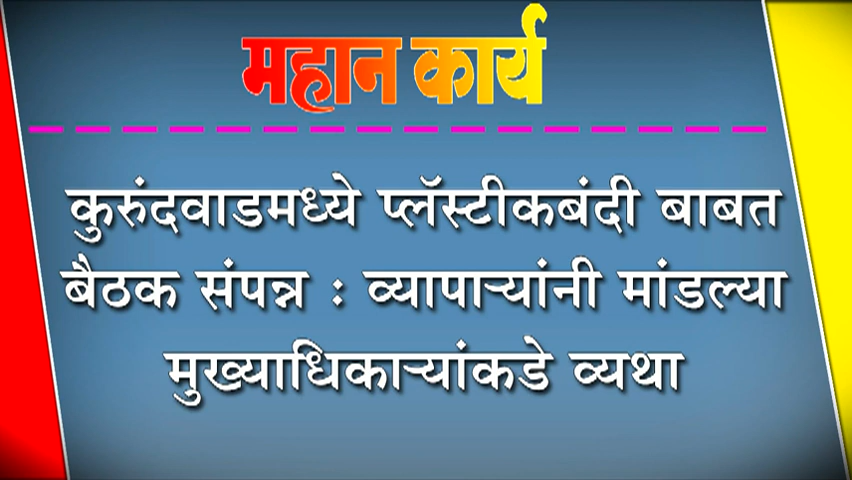 महान कार्य
कुरुंदवाडमध्ये प्लॅस्टीकबंदी बाबत
बैठक संपन्न : व्यापाऱ्यांनी मांडल्या
मुख्याधिकाऱ्यांकडे व्यथा